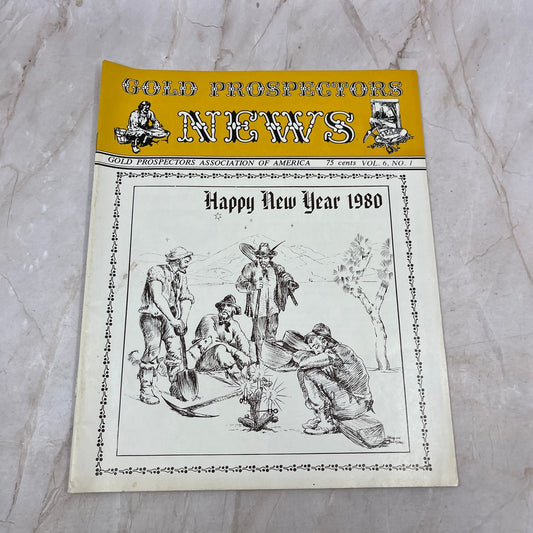 GOLD PROSPECTORS
NEWS
GOLD PROSPECTORS ASSOCIATION OF AMERICA 75 cents VOL. 6, NO. 1
Happy New Year 1980